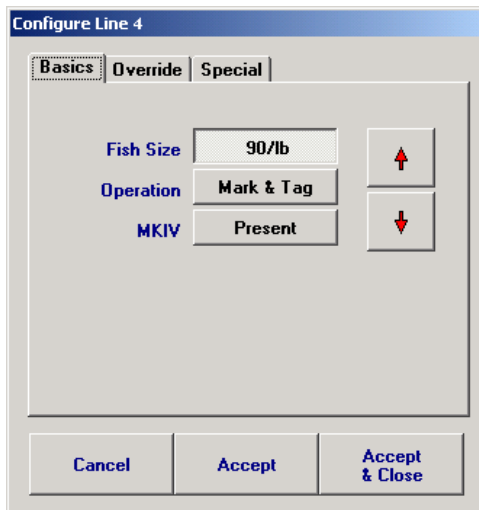 Configure Line 4
Basics Override Special
Fish Size 90/lb
Operation Mark & Tag
MKIV Present
Cancel Accept Accept
& Close